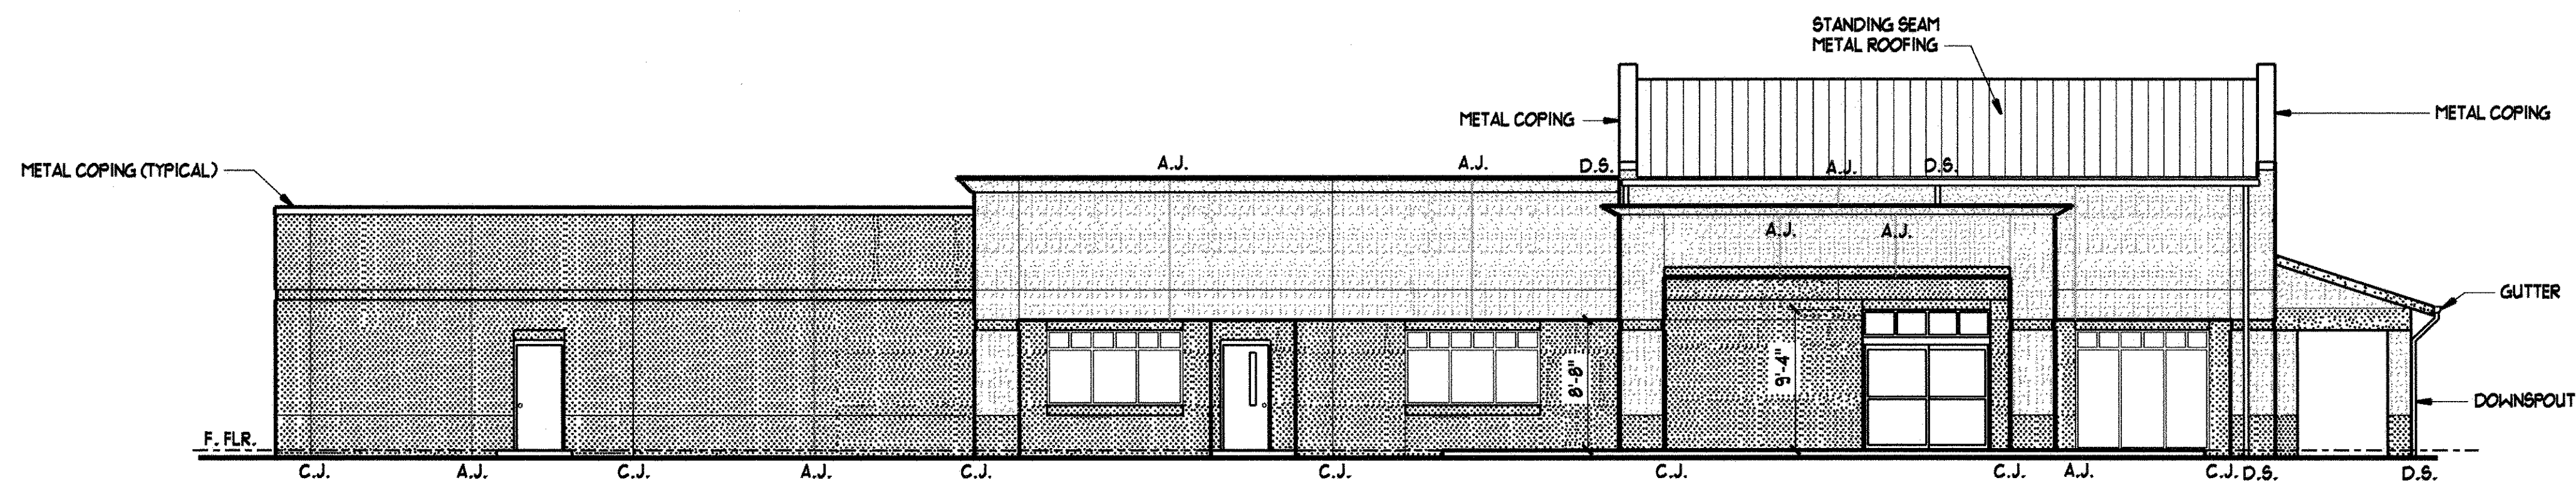 STANDING SEAM
METAL ROOFING
METAL COPING
METAL COPING
METAL COPING (TYPICAL)
A.J.
A.J.
D.S.
A.J.
D.S.
A.J.
A.J.
GUTTER
8'-8"
9'-4"
DOWNSPOUT
F. FLR.
C.J.
A.J.
C.J.
A.J.
C.J.
C.J.
C.J.
C.J.
A.J.
C.J.
D.S.
D.S.